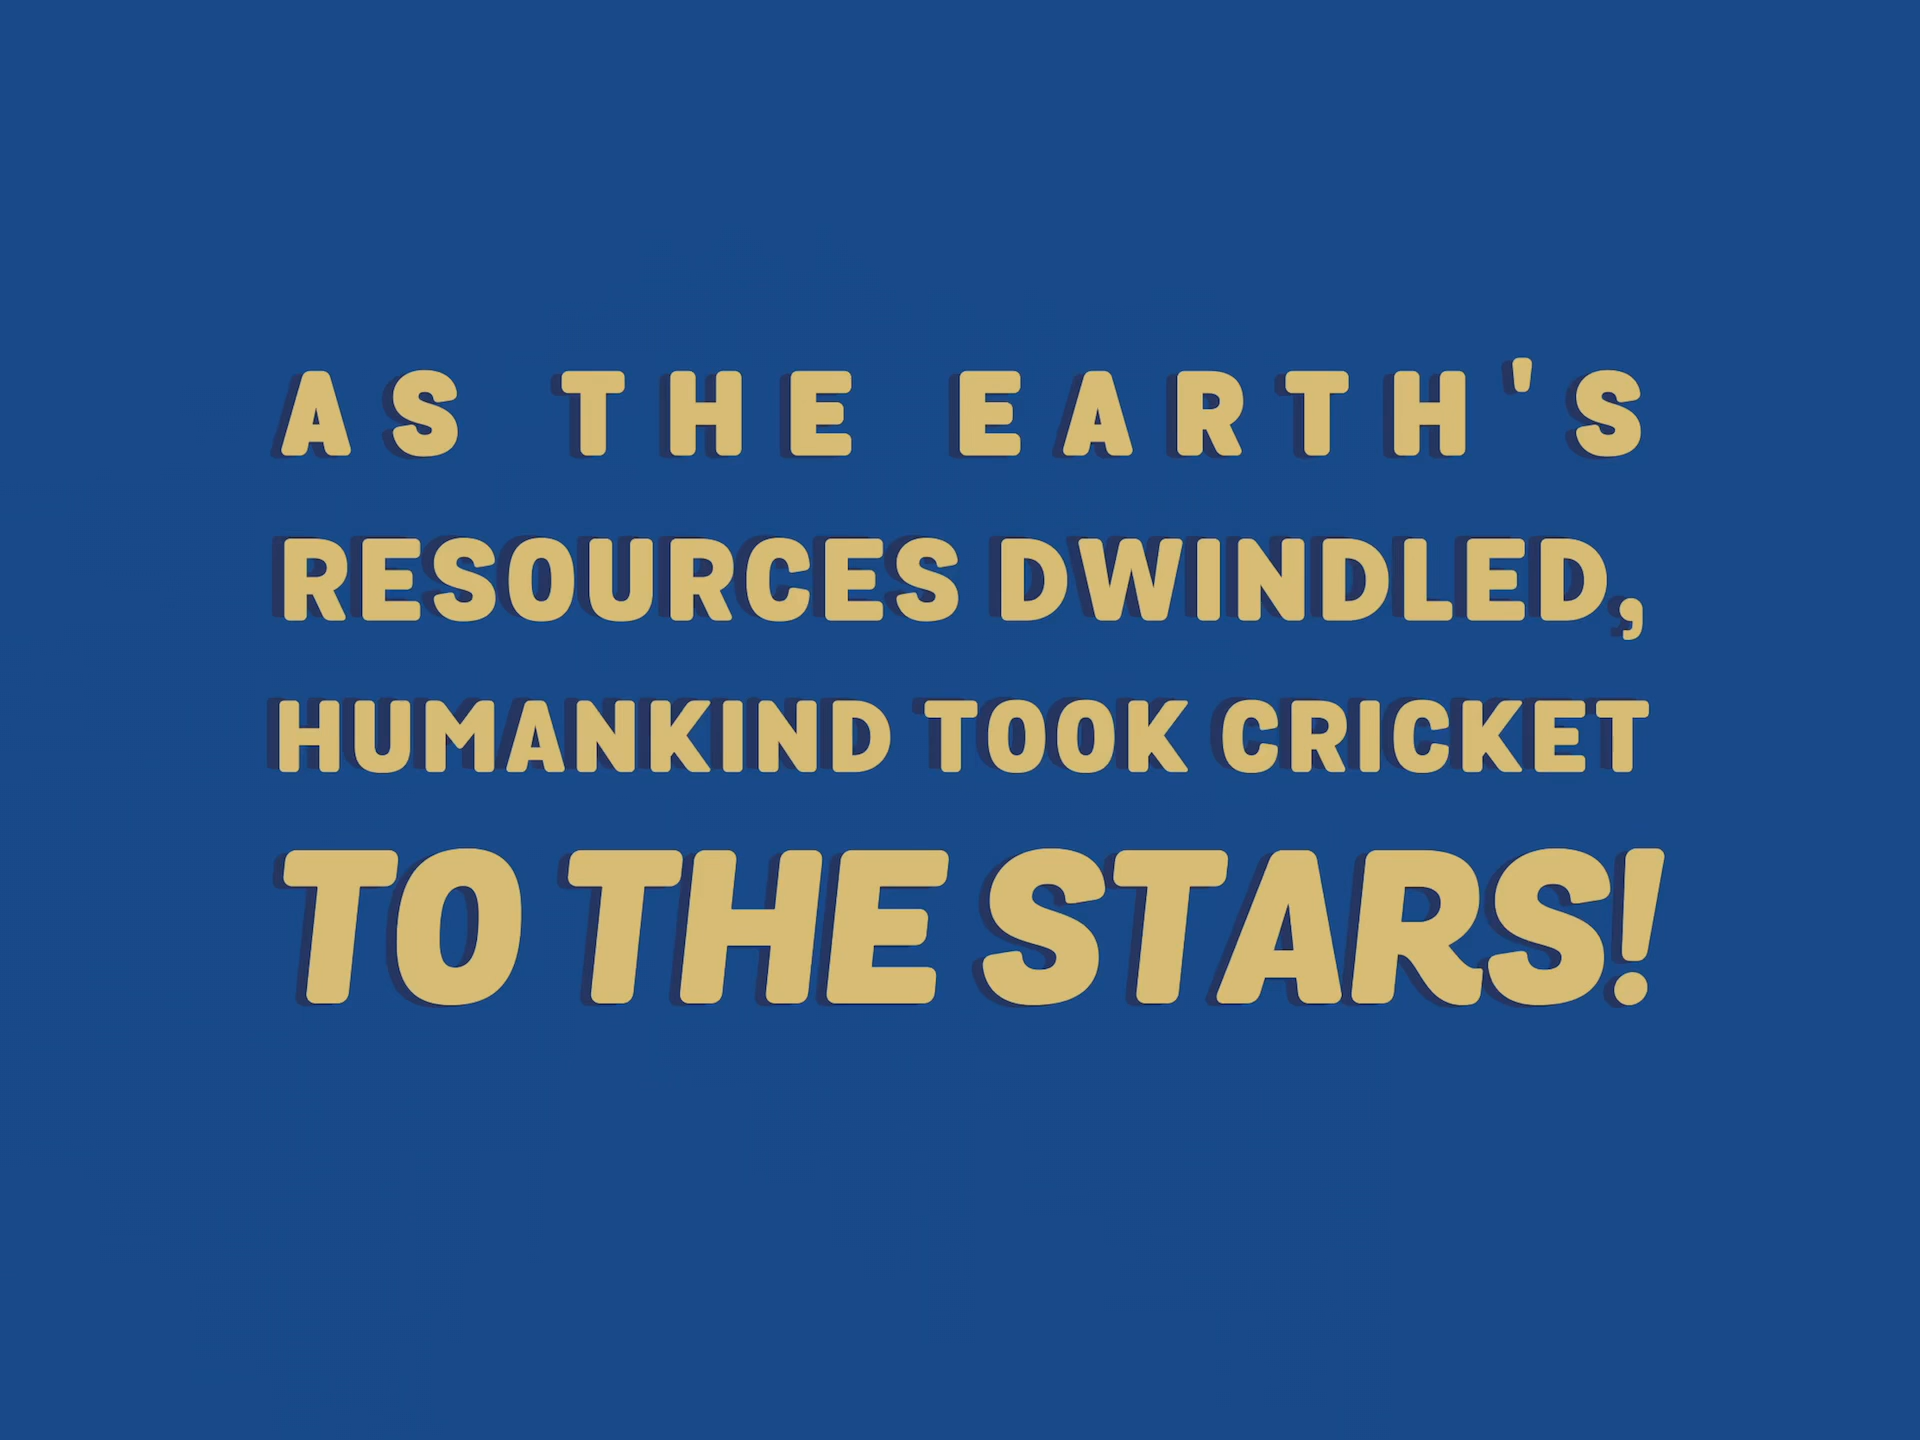 AS THE EARTH'S
RESOURCES DWINDLED,
HUMANKIND TOOK CRICKET
TO THE STARS!